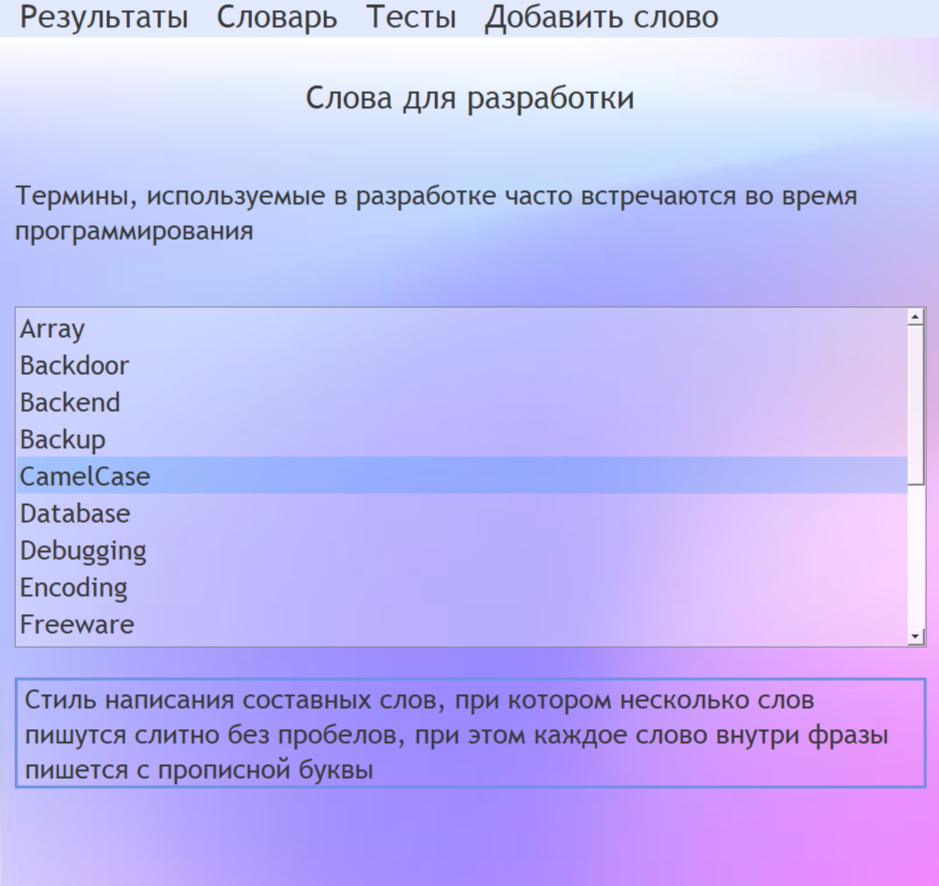 Результаты Словарь Тесты Добавить слово
Слова для разработки
Термины, используемые в разработке часто встречаются во время
программирования
Array
Backdoor
Backend
Backup
CamelCase
Database
Debugging
Encoding
Freeware
Стиль написания составных слов, при котором несколько слов
пишутся слитно без пробелов, при этом каждое слово внутри фразы
пишется с прописной буквы